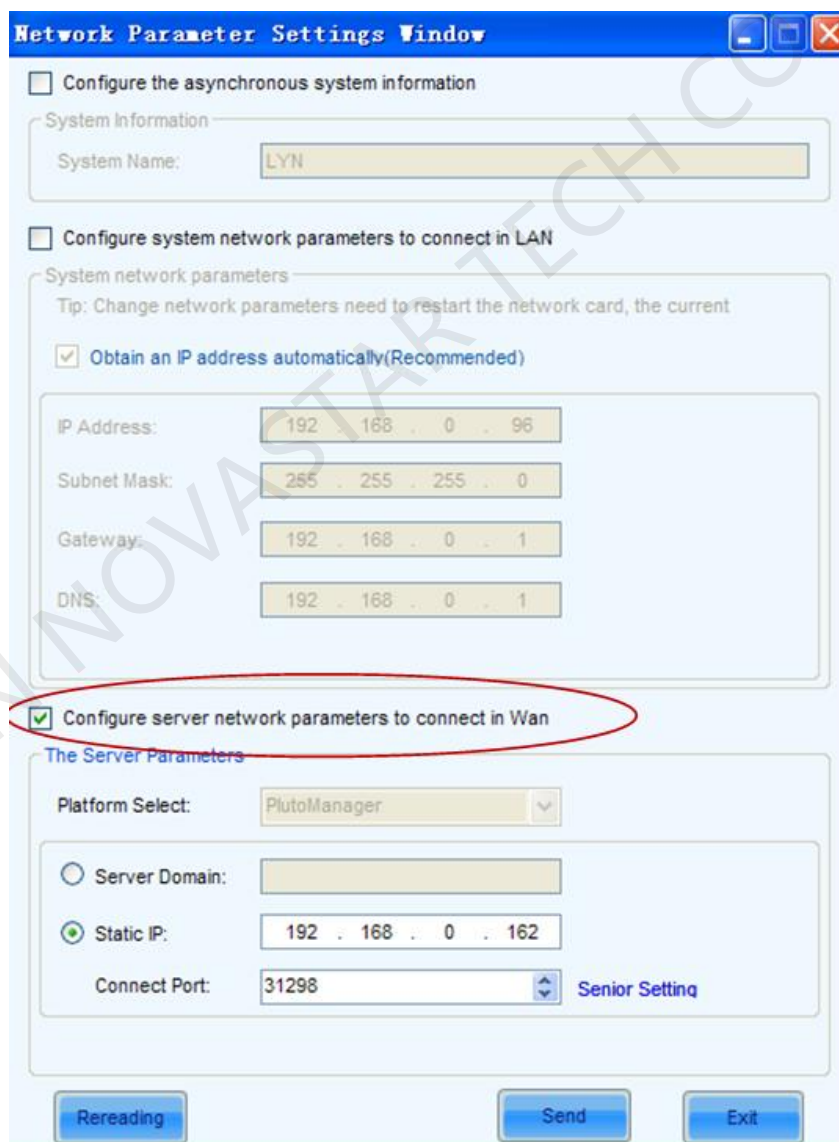 Network Parameter Settings Window
Configure the asynchronous system information
System Information
System Name: LYN
Configure system network parameters to connect in LAN
System network parameters
Tip: Change network parameters need to restart the network card, the current
Obtain an IP address automatically(Recommended)
IP Address: 192 . 168 . 0 . 96
Subnet Mask: 255 . 255 . 255 . 0
Gateway: 192 . 168 . 0 . 1
DNS: 192 . 168 . 0 . 1
Configure server network parameters to connect in Wan
The Server Parameters
Platform Select: PlutoManager
Server Domain:
Static IP: 192 . 168 . 0 . 162
Connect Port: 31298 Senior Setting
Rereading Send Exit
N NOVASTAR TECH CO